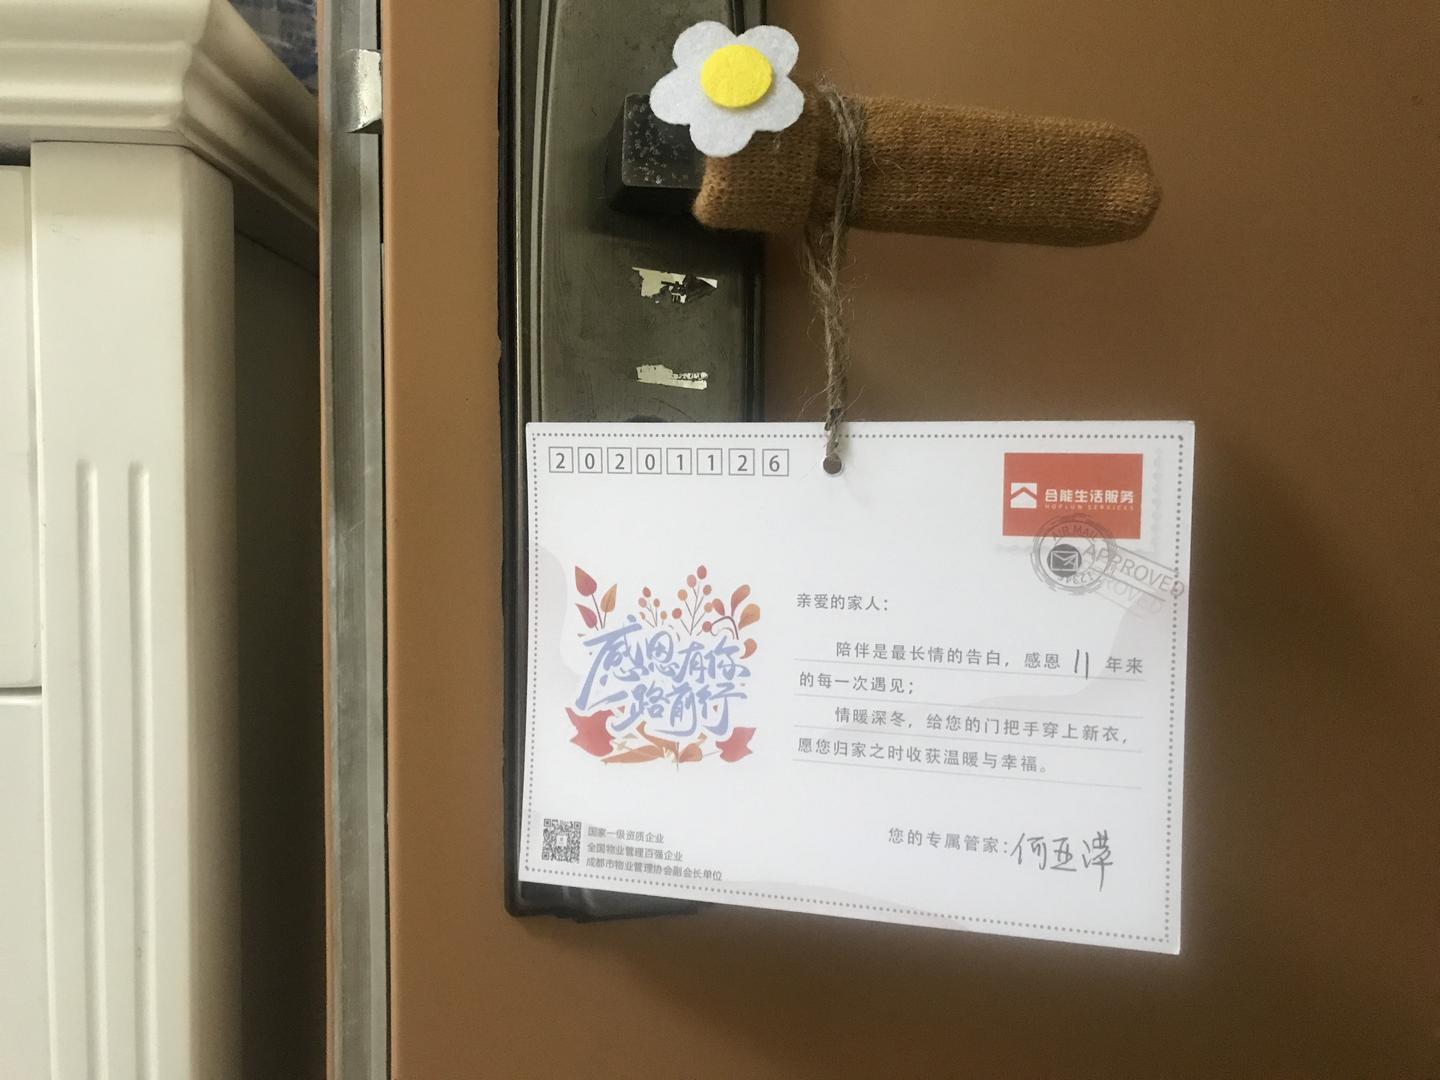 20201126
合能生活服务
HOPLUN SERVICES
AIR MAIL
APPROVED
亲爱的家人：
陪伴是最长情的告白，感恩 11 年来
的每一次遇见；
情暖深冬，给您的门把手穿上新衣，
愿您归家之时收获温暖与幸福。
感恩有你
一路前行
您的专属管家：何亚萍
国家一级资质企业
全国物业管理百强企业
成都市物业管理协会副会长单位